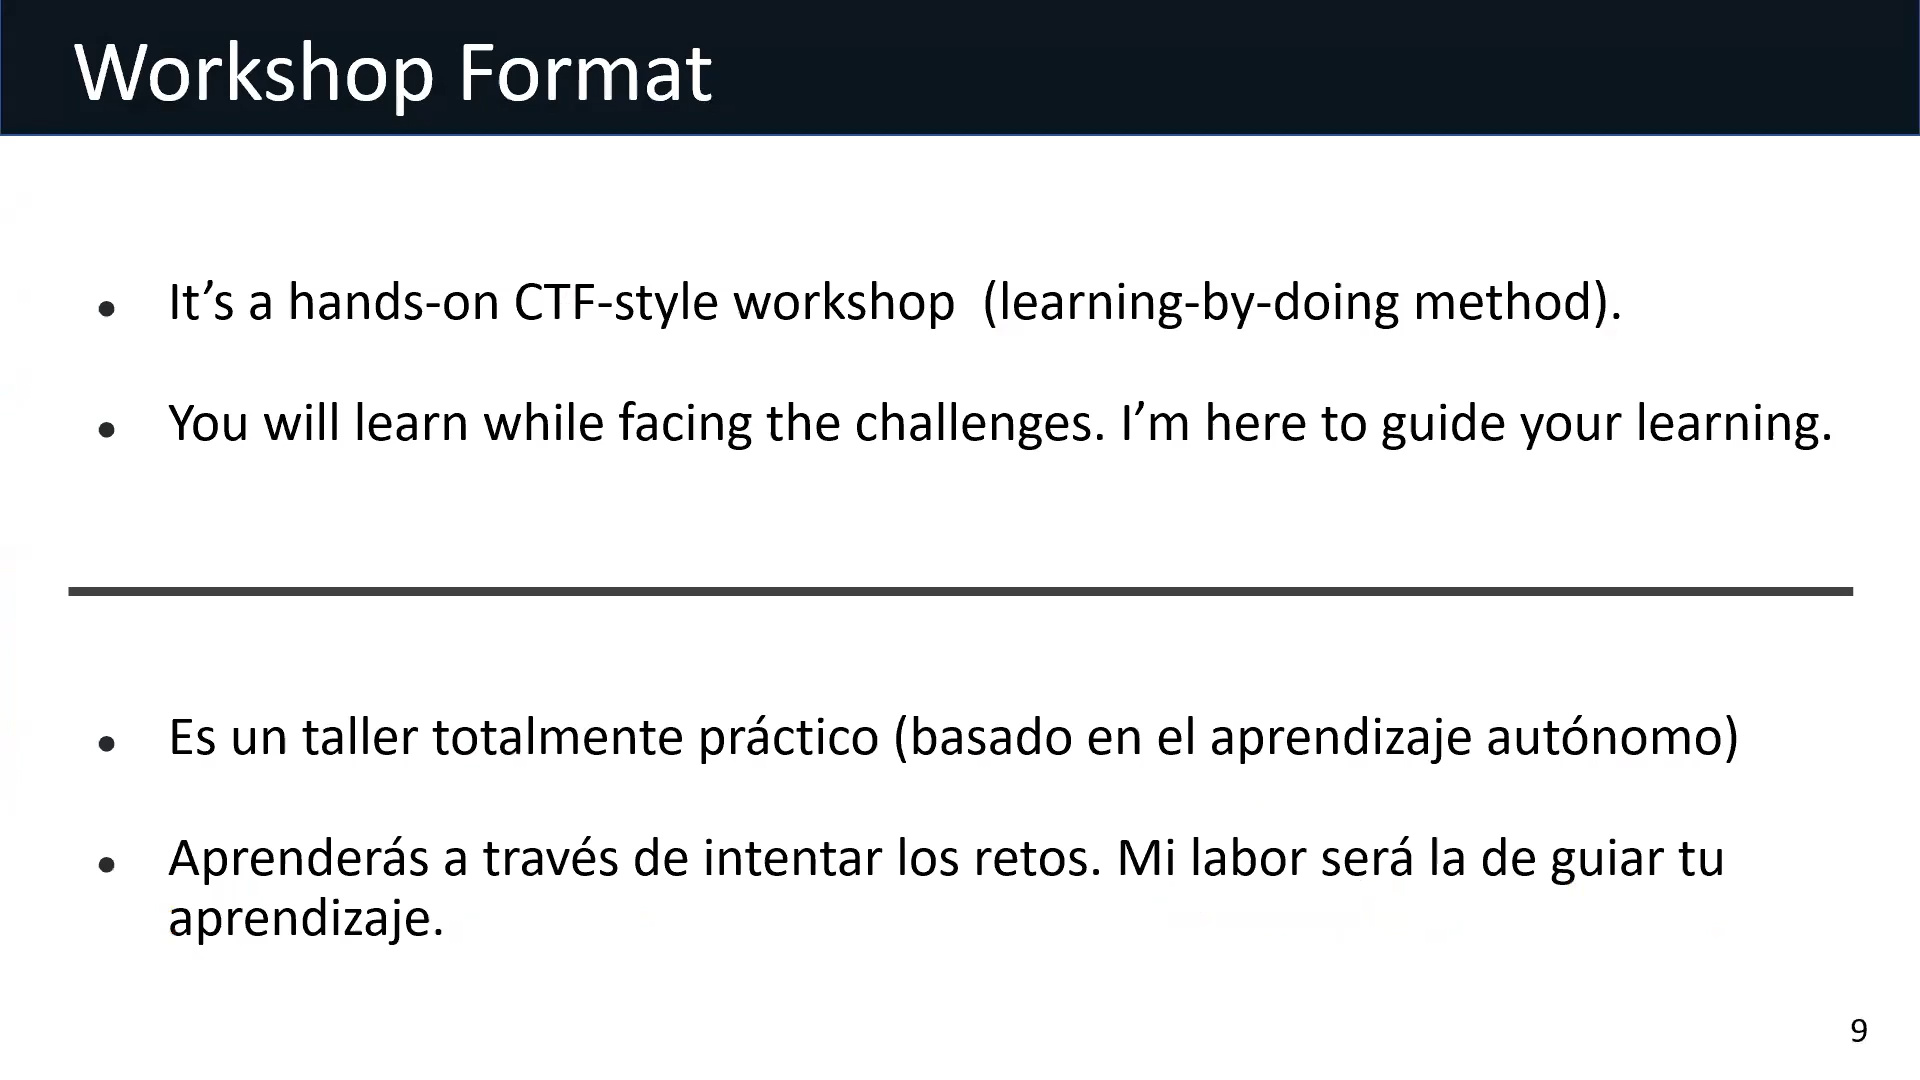 Workshop Format
• It’s a hands-on CTF-style workshop  (learning-by-doing method).
• You will learn while facing the challenges. I’m here to guide your learning.
• Es un taller totalmente práctico (basado en el aprendizaje autónomo)
• Aprenderás a través de intentar los retos. Mi labor será la de guiar tu
aprendizaje.
9